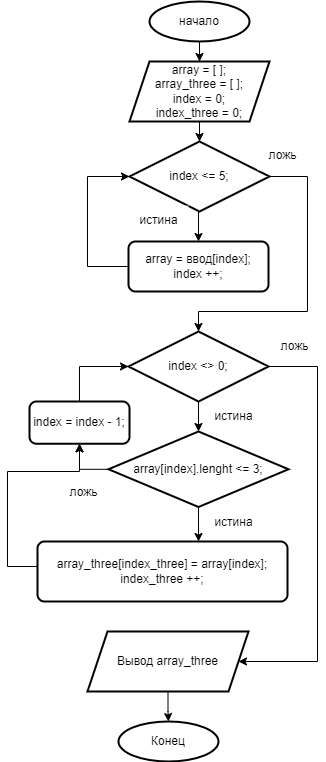 начало
array = [ ];
array_three = [ ];
index = 0;
index_three = 0;
ложь
index <= 5;
истина
array = ввод[index];
index ++;
index <> 0;
ложь
истина
index = index - 1;
array[index].lenght <= 3;
ложь
истина
array_three[index_three] = array[index];
index_three ++;
Вывод array_three
Конец